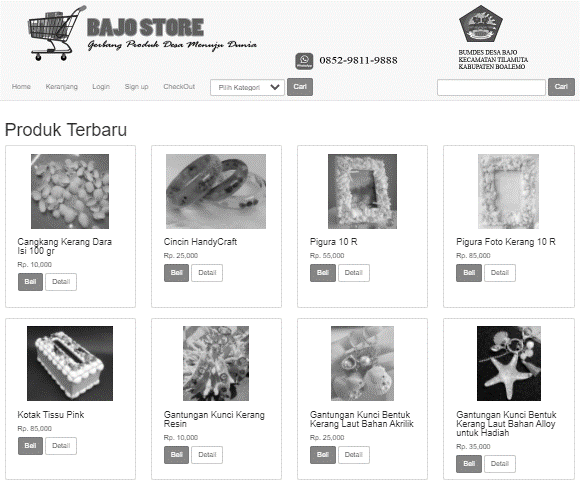 BAJO STORE
Gerbang Produk Desa Menuju Dunia
WhatsApp
0852-9811-9888
BUMDES DESA BAJO
KECAMATAN TILAMUTA
KABUPATEN BOALEMO
Home Keranjang Login Sign up CheckOut Pilih Kategori Cari Cari
Produk Terbaru
Cangkang Kerang Dara
Isi 100 gr
Rp. 10,000
Beli Detail
Cincin HandyCraft
Rp. 25,000
Beli Detail
Pigura 10 R
Rp. 55,000
Beli Detail
Pigura Foto Kerang 10 R
Rp. 85,000
Beli Detail
Kotak Tissu Pink
Rp. 85,000
Beli Detail
Gantungan Kunci Kerang
Resin
Rp. 10,000
Beli Detail
Gantungan Kunci Bentuk
Kerang Laut Bahan Akrilik
Rp. 25,000
Beli Detail
Gantungan Kunci Bentuk
Kerang Laut Bahan Alloy
untuk Hadiah
Rp. 35,000
Beli Detail